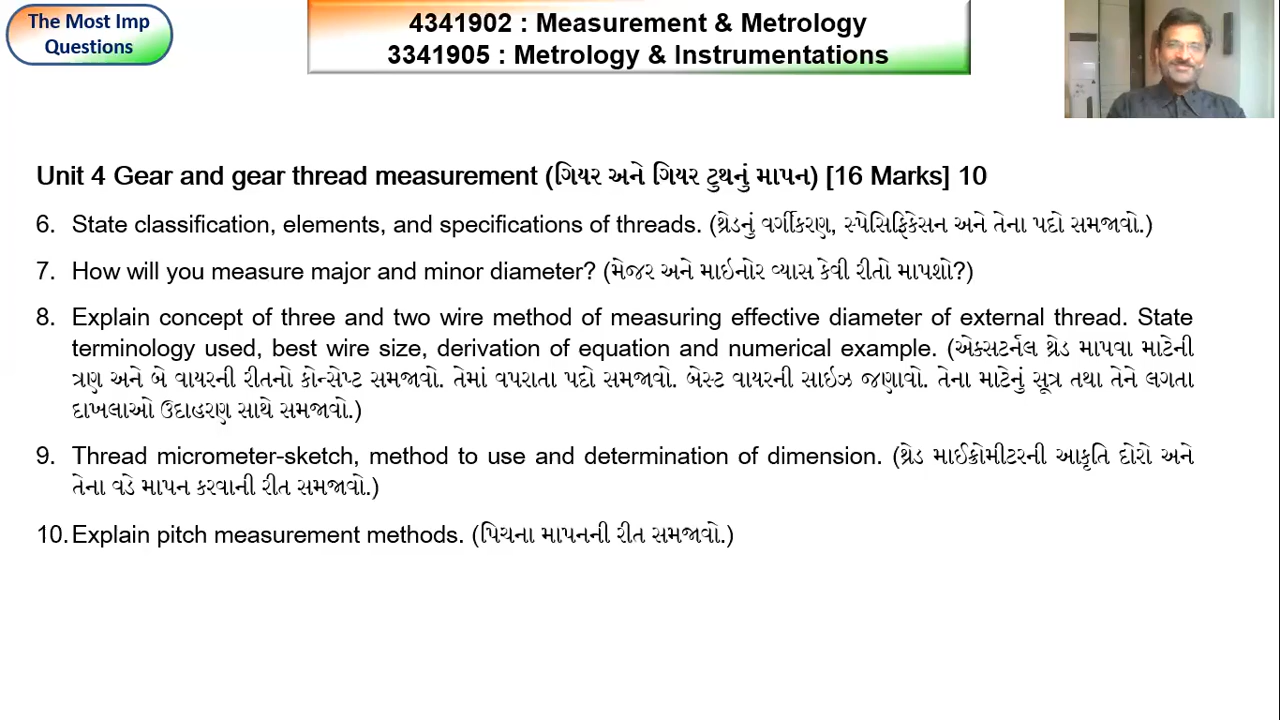 The Most Imp
Questions
4341902 : Measurement & Metrology
3341905 : Metrology & Instrumentations
Unit 4 Gear and gear thread measurement (ગિયર અને ગિયર ટુથનું માપન) [16 Marks] 10
6. State classification, elements, and specifications of threads. (થ્રેડનું વર્ગીકરણ, સ્પેસિફિકેસન અને તેના પદો સમજાવો.)
7. How will you measure major and minor diameter? (મેજર અને માઇનોર વ્યાસ કેવી રીતો માપશો?)
8. Explain concept of three and two wire method of measuring effective diameter of external thread. State
terminology used, best wire size, derivation of equation and numerical example. (એક્સટર્નલ થ્રેડ માપવા માટેની
ત્રણ અને બે વાયરની રીતનો કોન્સેપ્ટ સમજાવો. તેમાં વપરાતા પદો સમજાવો. બેસ્ટ વાયરની સાઇઝ જણાવો. તેના માટેનું સૂત્ર તથા તેને લગતા
દાખલાઓ ઉદાહરણ સાથે સમજાવો.)
9. Thread micrometer-sketch, method to use and determination of dimension. (થ્રેડ માઈક્રોમીટરની આકૃતિ દોરો અને
તેના વડે માપન કરવાની રીત સમજાવો.)
10. Explain pitch measurement methods. (પિચના માપનની રીત સમજાવો.)